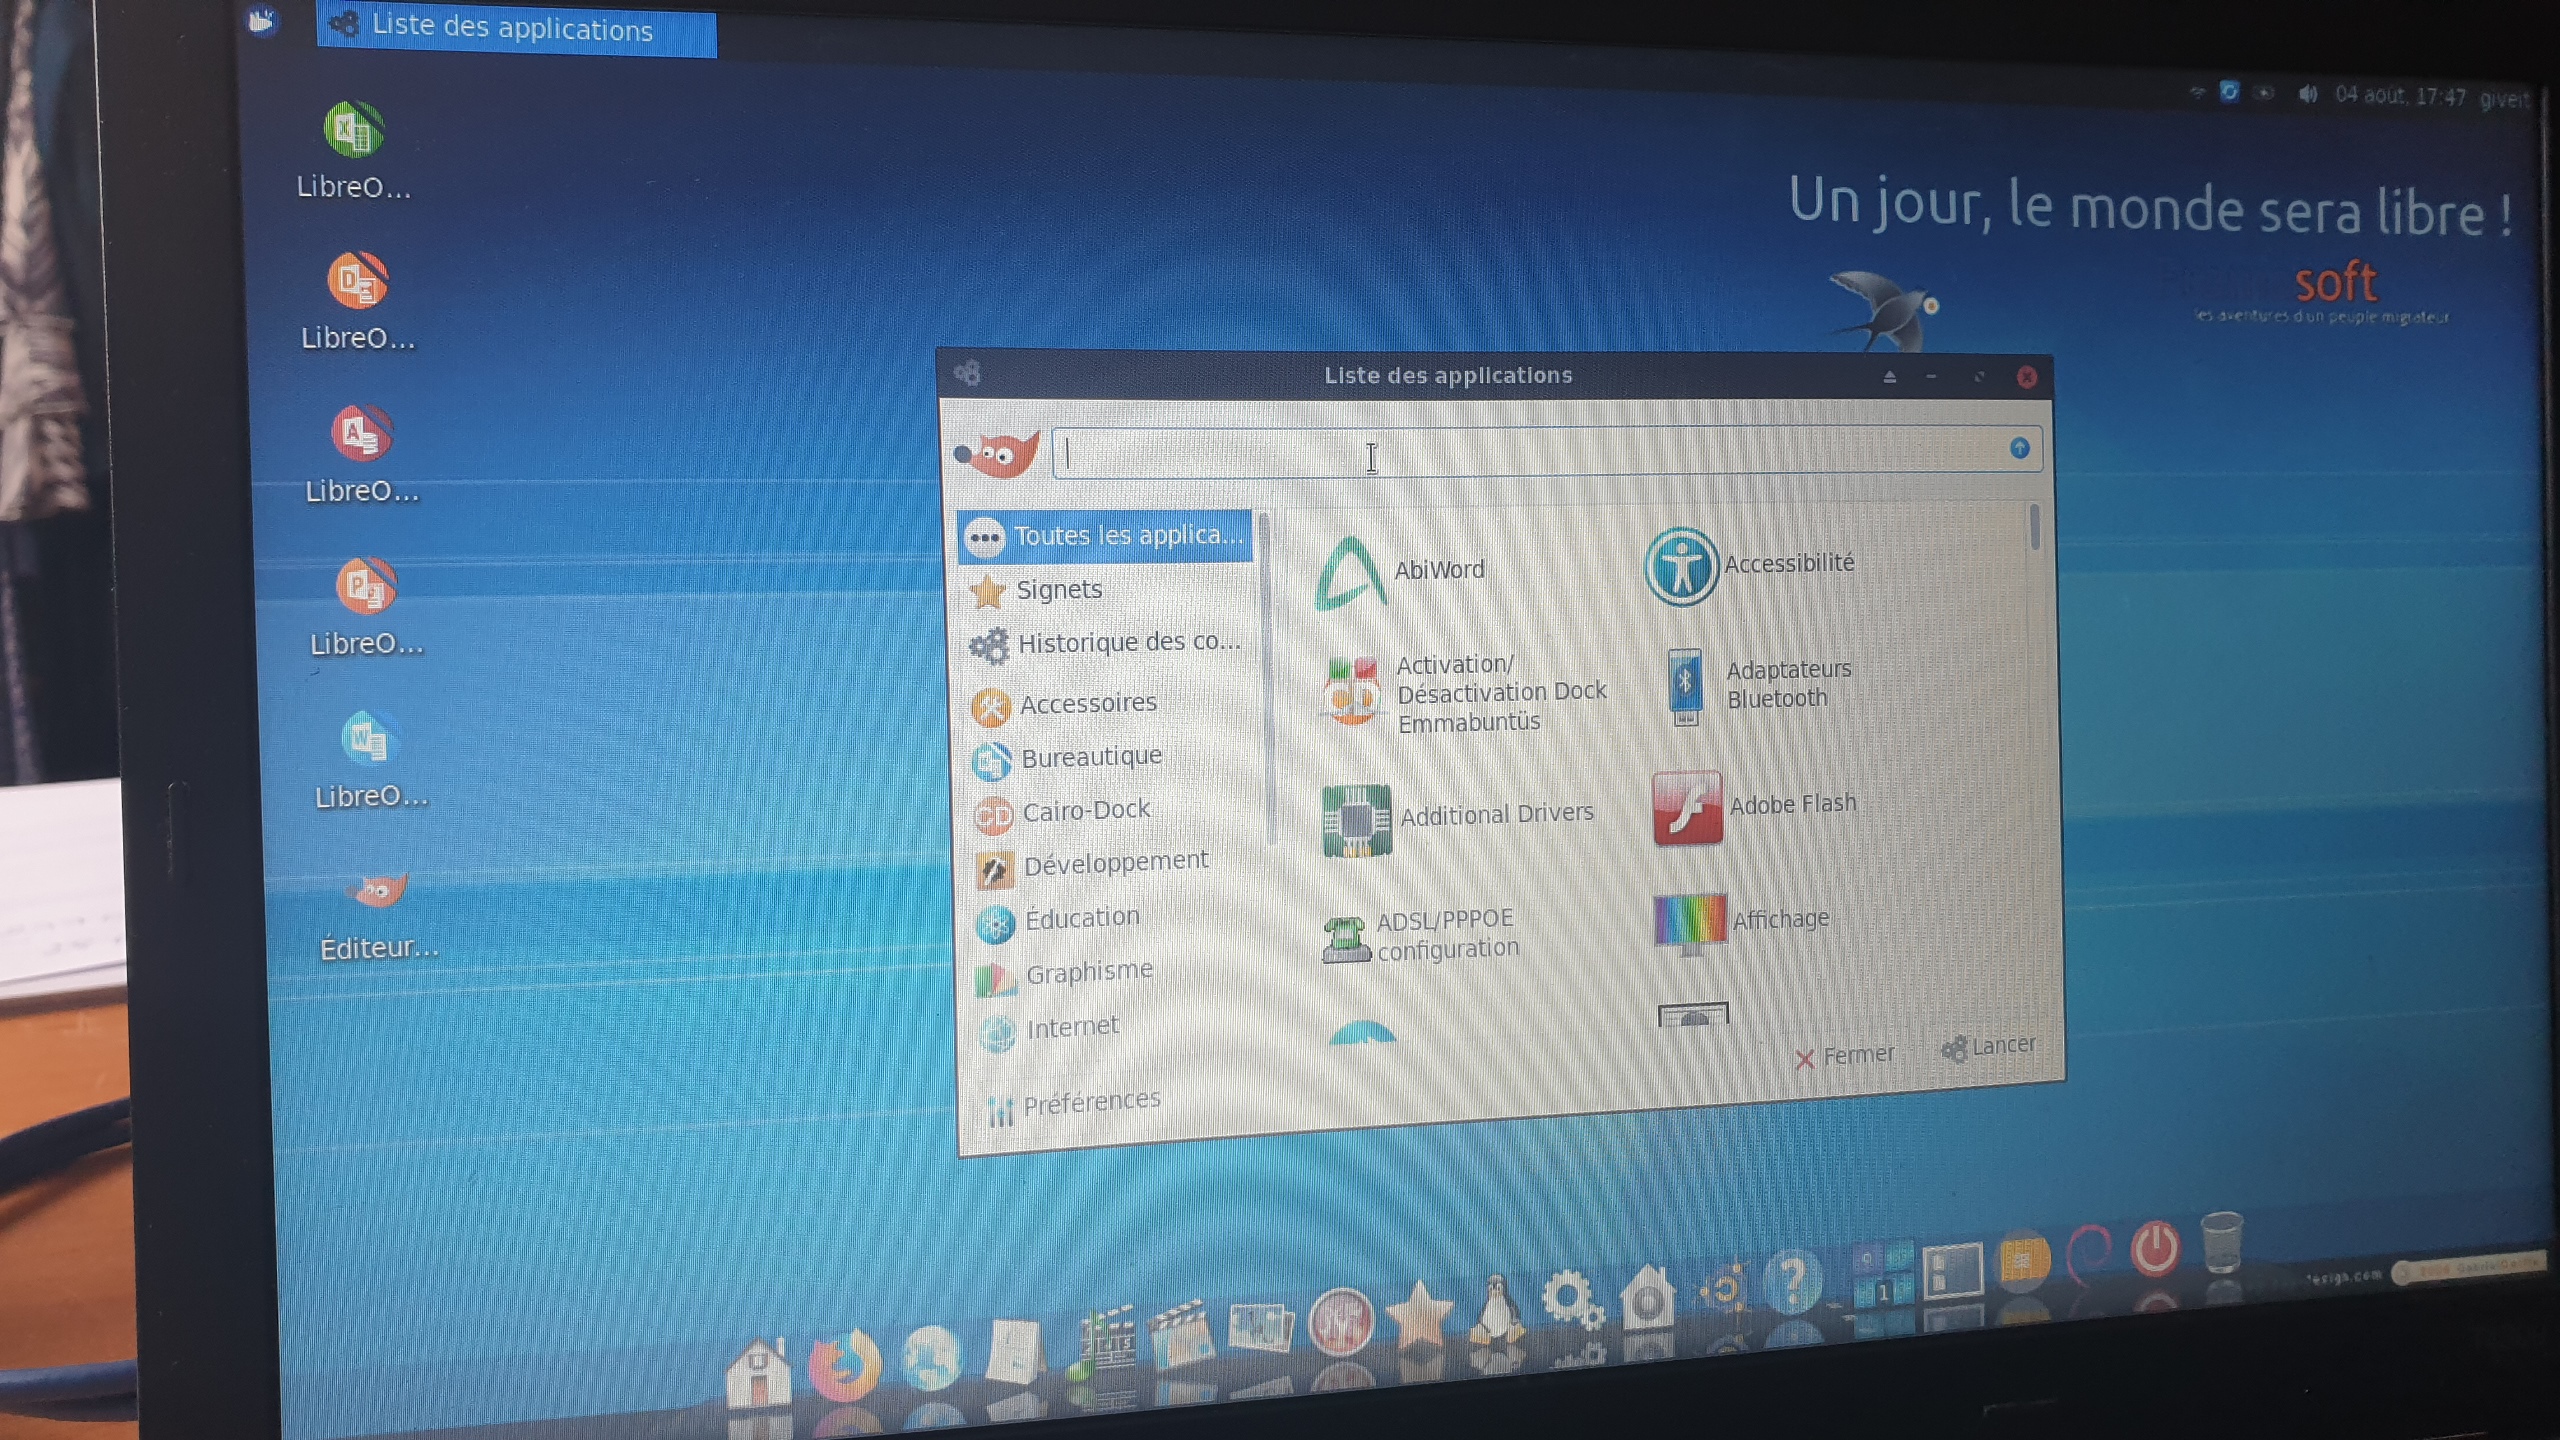 Liste des applications
04 août, 17:47 giveit
LibreO...
LibreO...
LibreO...
LibreO...
LibreO...
Éditeur...
Un jour, le monde sera libre !
soft
les aventures d'un peuple migrateur
Liste des applications
Toutes les applica...
Signets
Historique des co...
Accessoires
Bureautique
Cairo-Dock
Développement
Éducation
Graphisme
Internet
Préférences
AbiWord
Accessibilité
Activation/
Désactivation Dock
Emmabuntüs
Adaptateurs
Bluetooth
Additional Drivers
Adobe Flash
ADSL/PPPOE
configuration
Affichage
Fermer
Lancer
1